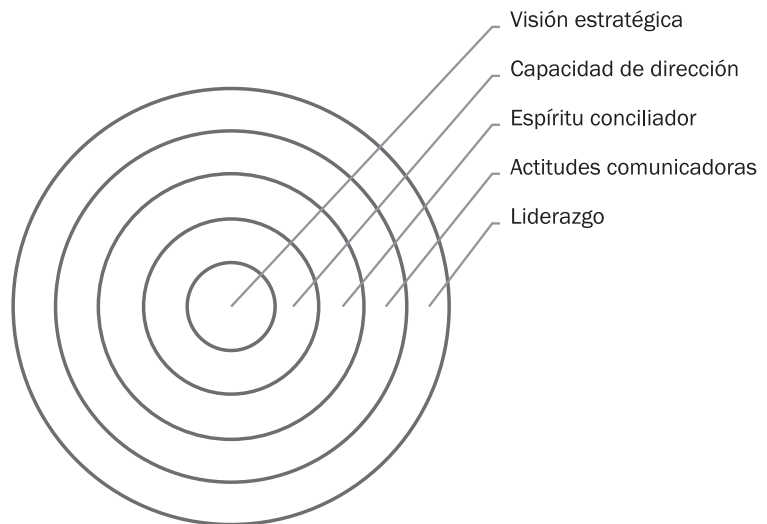 Visión estratégica
Capacidad de dirección
Espíritu conciliador
Actitudes comunicadoras
Liderazgo